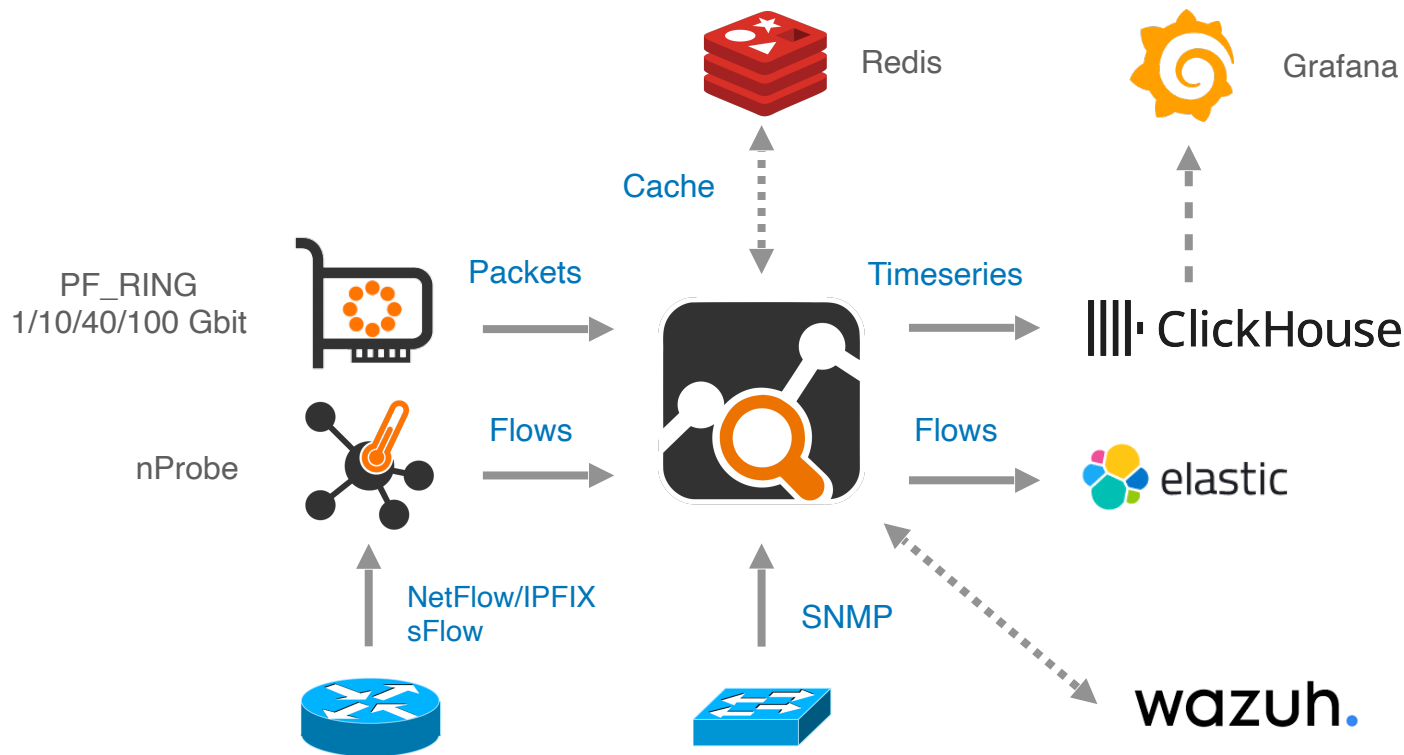 Redis
Grafana
Cache
PF_RING
1/10/40/100 Gbit
Packets
Timeseries
ClickHouse
nProbe
Flows
Flows
elastic
NetFlow/IPFIX
sFlow
SNMP
wazuh.